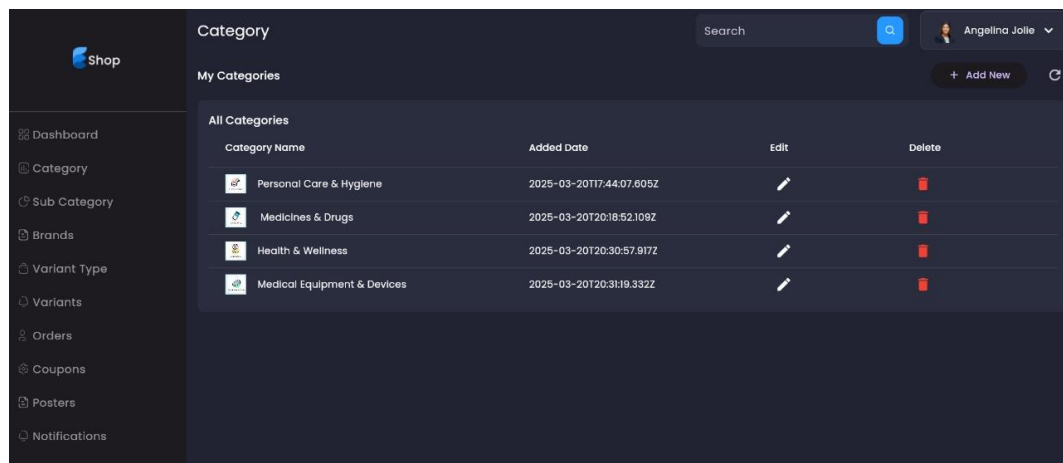 Shop
Dashboard
Category
Sub Category
Brands
Variant Type
Variants
Orders
Coupons
Posters
Notifications
Category
Search
Angelina Jolie
My Categories
+ Add New
All Categories
Category Name Added Date Edit Delete
Personal Care & Hygiene 2025-03-20T17:44:07.605Z
Medicines & Drugs 2025-03-20T20:18:52.109Z
Health & Wellness 2025-03-20T20:30:57.917Z
Medical Equipment & Devices 2025-03-20T20:31:19.332Z